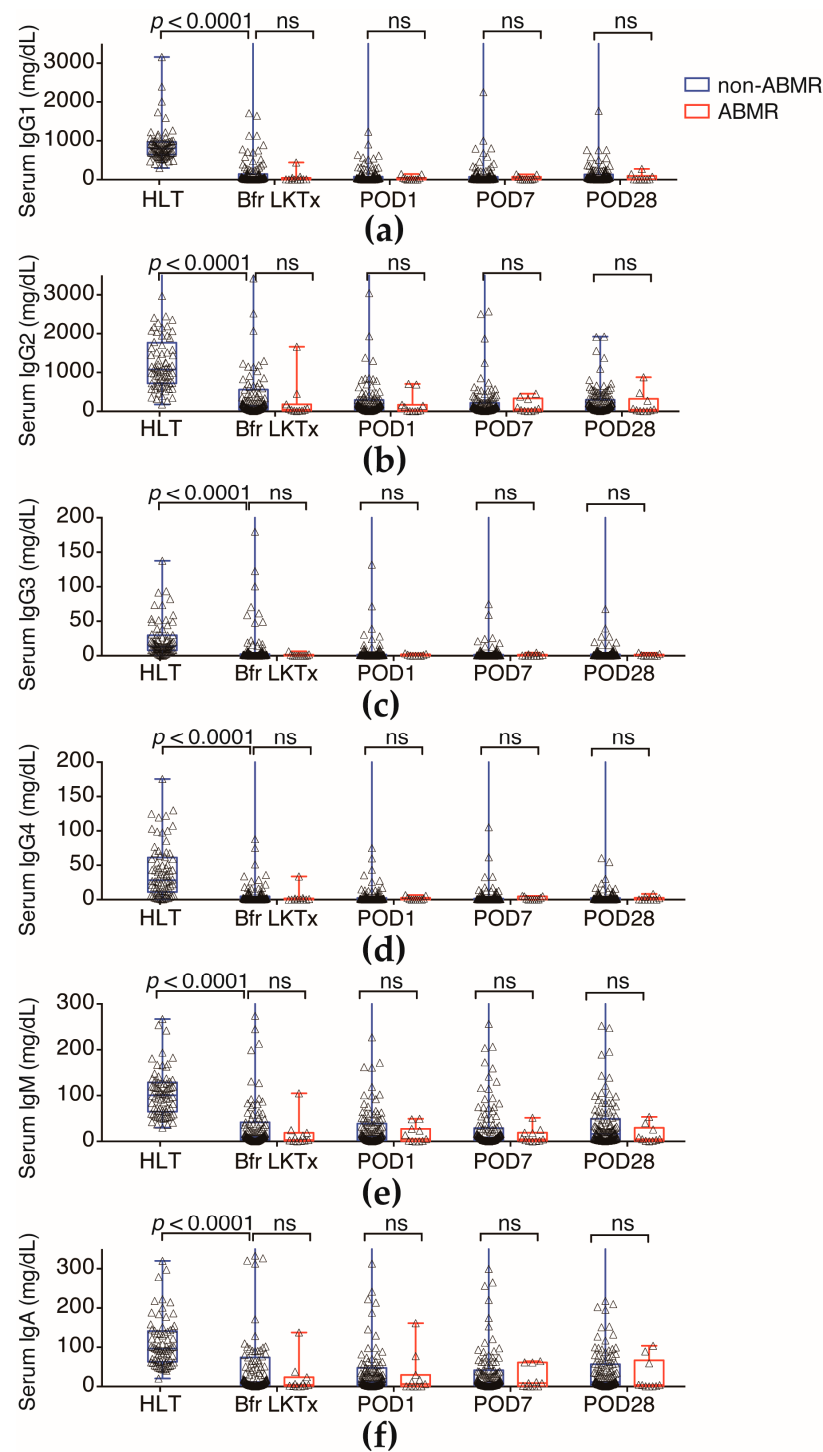 p < 0.0001 ns ns ns ns
Serum IgG1 (mg/dL)
3000
2000
1000
0
non-ABMR
ABMR
HLT Bfr LKTx POD1 POD7 POD28
(a)
p < 0.0001 ns ns ns ns
Serum IgG2 (mg/dL)
3000
2000
1000
0
HLT Bfr LKTx POD1 POD7 POD28
(b)
p < 0.0001 ns ns ns ns
Serum IgG3 (mg/dL)
200
150
100
50
0
HLT Bfr LKTx POD1 POD7 POD28
(c)
p < 0.0001 ns ns ns ns
Serum IgG4 (mg/dL)
200
150
100
50
0
HLT Bfr LKTx POD1 POD7 POD28
(d)
p < 0.0001 ns ns ns ns
Serum IgM (mg/dL)
300
200
100
0
HLT Bfr LKTx POD1 POD7 POD28
(e)
p < 0.0001 ns ns ns ns
Serum IgA (mg/dL)
300
200
100
0
HLT Bfr LKTx POD1 POD7 POD28
(f)